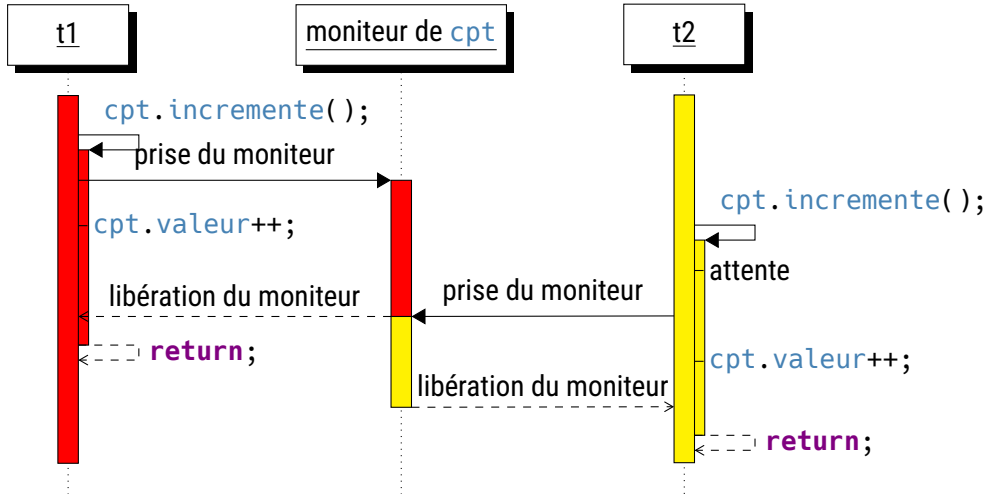 t1
moniteur de cpt
t2
cpt.incremente();
prise du moniteur
cpt.incremente();
cpt.valeur++;
attente
libération du moniteur
prise du moniteur
return;
cpt.valeur++;
libération du moniteur
return;